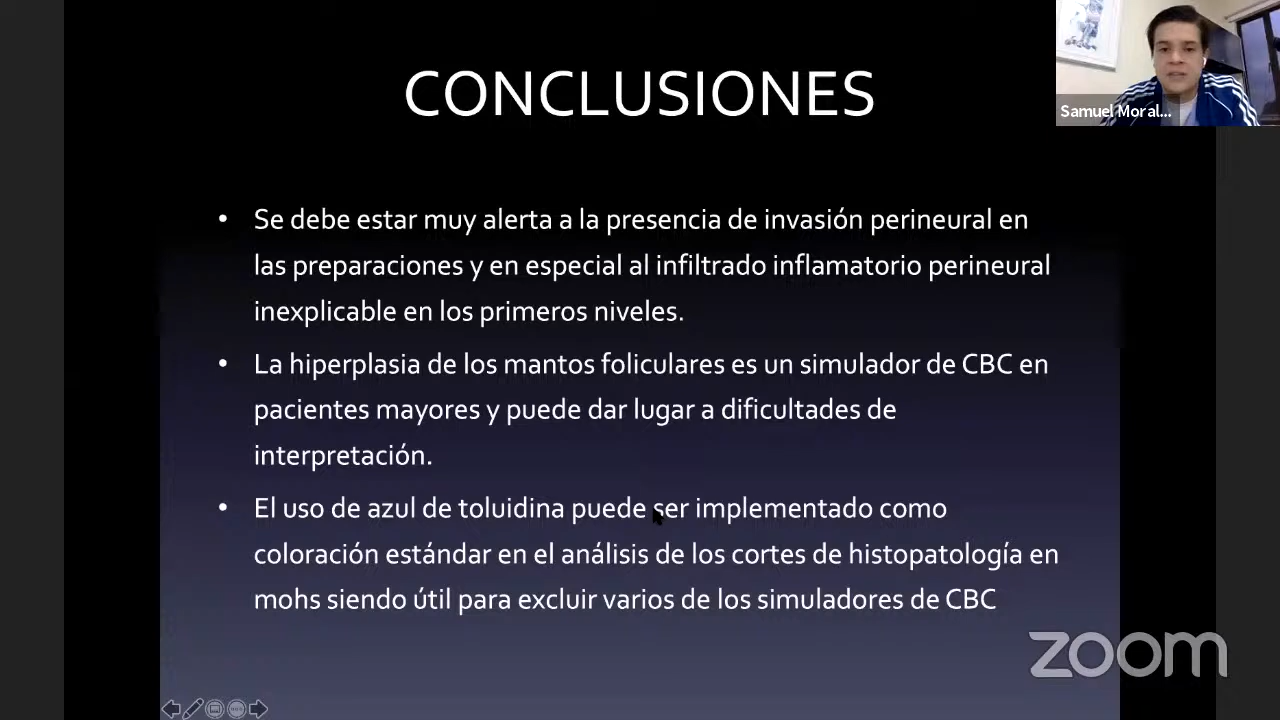 CONCLUSIONES
Samuel Moral...
• Se debe estar muy alerta a la presencia de invasión perineural en
las preparaciones y en especial al infiltrado inflamatorio perineural
inexplicable en los primeros niveles.
• La hiperplasia de los mantos foliculares es un simulador de CBC en
pacientes mayores y puede dar lugar a dificultades de
interpretación.
• El uso de azul de toluidina puede ser implementado como
coloración estándar en el análisis de los cortes de histopatología en
mohs siendo útil para excluir varios de los simuladores de CBC
zoom